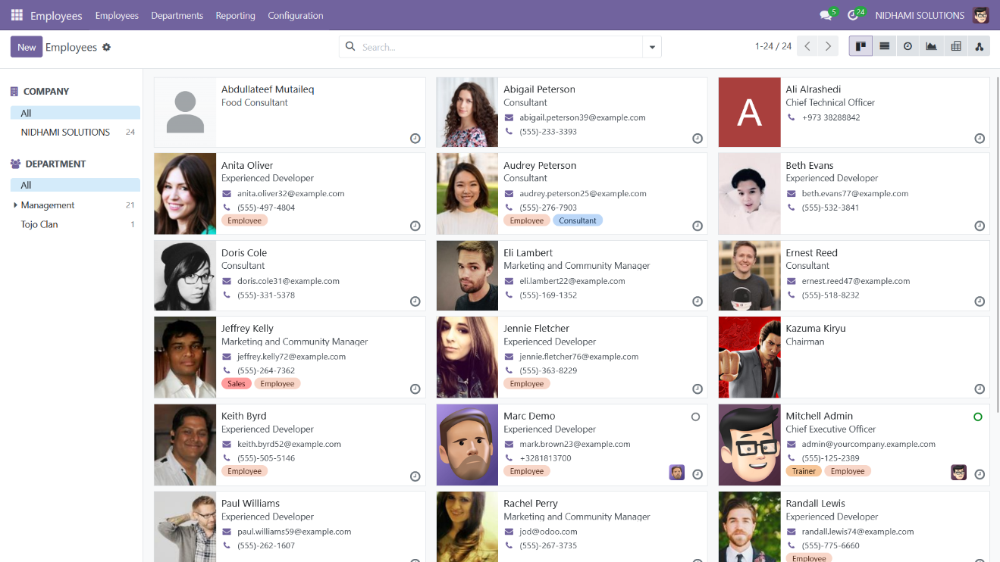 Employees Employees Departments Reporting Configuration 5 24 NIDHAMI SOLUTIONS
New Employees Search... 1-24 / 24
COMPANY
All
NIDHAMI SOLUTIONS 24
DEPARTMENT
All
Management 21
Tojo Clan 1
Abdullateef Mutaileq
Food Consultant
Abigail Peterson
Consultant
abigail.peterson39@example.com
(555)-233-3393
A
Ali Alrashedi
Chief Technical Officer
+973 38288842
Anita Oliver
Experienced Developer
anita.oliver32@example.com
(555)-497-4804
Employee
Audrey Peterson
Consultant
audrey.peterson25@example.com
(555)-276-7903
Employee Consultant
Beth Evans
Experienced Developer
beth.evans77@example.com
(555)-532-3841
Doris Cole
Consultant
doris.cole31@example.com
(555)-331-5378
Eli Lambert
Marketing and Community Manager
eli.lambert22@example.com
(555)-169-1352
Ernest Reed
Consultant
ernest.reed47@example.com
(555)-518-8232
Jeffrey Kelly
Marketing and Community Manager
jeffrey.kelly72@example.com
(555)-264-7362
Sales Employee
Jennie Fletcher
Experienced Developer
jennie.fletcher76@example.com
(555)-363-8229
Employee
Kazuma Kiryu
Chairman
Keith Byrd
Experienced Developer
keith.byrd52@example.com
(555)-505-5146
Employee
Marc Demo
Experienced Developer
mark.brown23@example.com
+3281813700
Employee
Mitchell Admin
Chief Executive Officer
admin@yourcompany.example.com
(555)-125-2389
Trainer Employee
Paul Williams
Experienced Developer
paul.williams59@example.com
(555)-262-1607
Rachel Perry
Marketing and Community Manager
jod@odoo.com
(555)-267-3735
Randall Lewis
Experienced Developer
randall.lewis74@example.com
(555)-775-6660
Employee